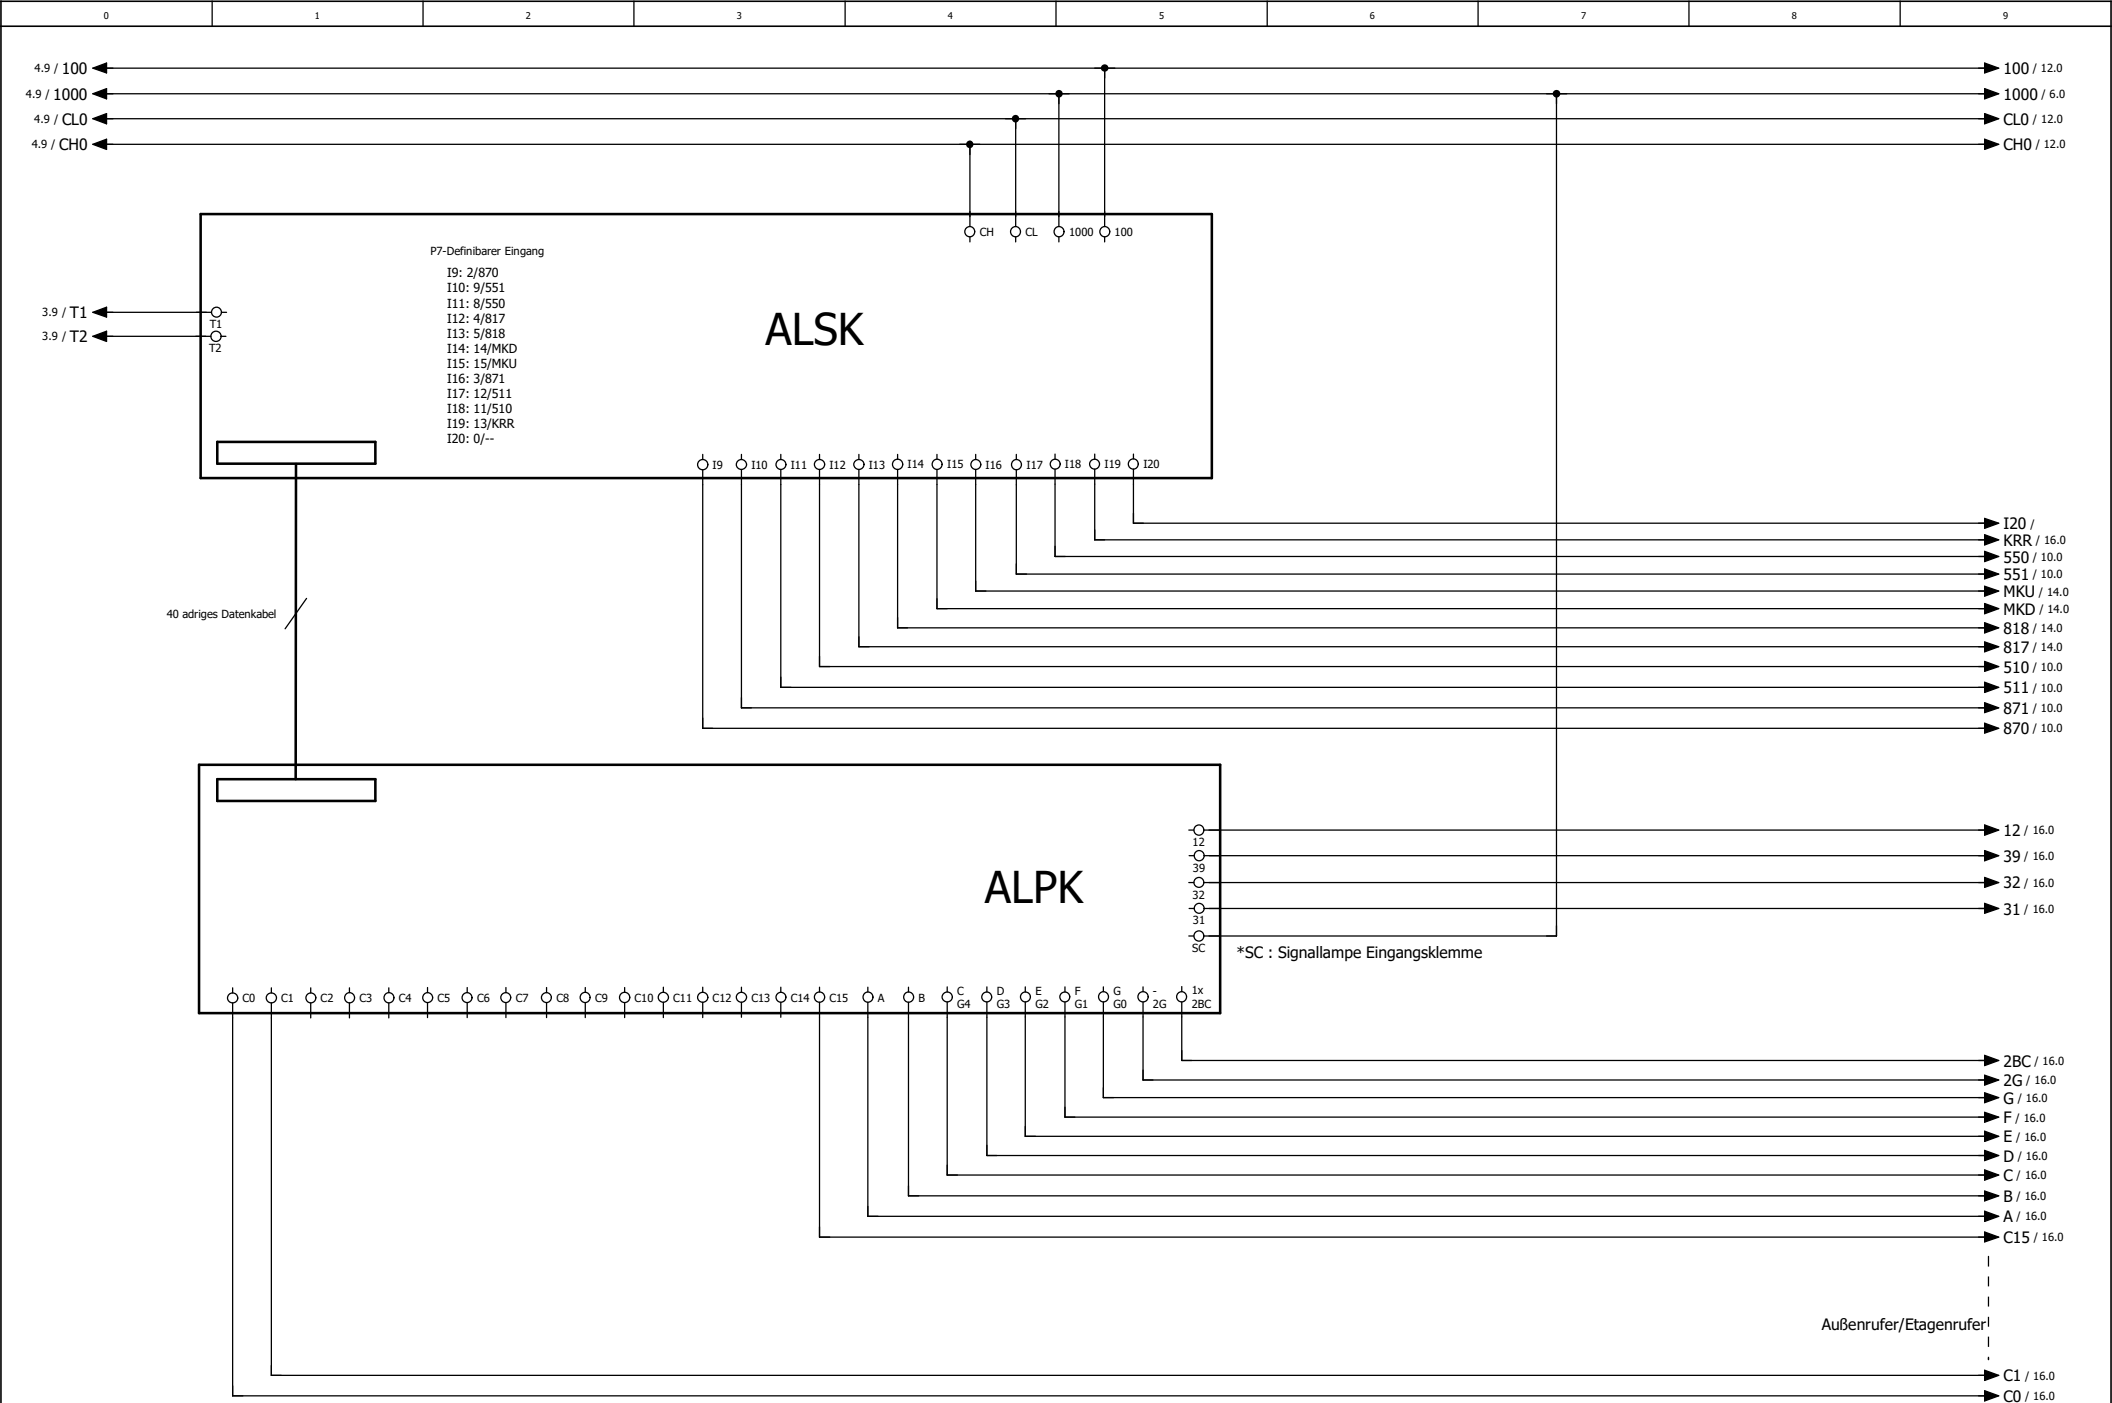 0 1 2 3 4 5 6 7 8 9
4.9 / 100 100 / 12.0
4.9 / 1000 1000 / 6.0
4.9 / CL0 CL0 / 12.0
4.9 / CH0 CH0 / 12.0
CH CL 1000 100
P7-Definibarer Eingang
I9: 2/870
I10: 9/551
I11: 8/550
I12: 4/817
I13: 5/818
I14: 14/MKD
I15: 15/MKU
I16: 3/871
I17: 12/511
I18: 11/510
I19: 13/KRR
I20: 0/--
ALSK
3.9 / T1 T1
3.9 / T2 T2
I9 I10 I11 I12 I13 I14 I15 I16 I17 I18 I19 I20
I20 /
KRR / 16.0
550 / 10.0
551 / 10.0
MKU / 14.0
MKD / 14.0
818 / 14.0
817 / 14.0
510 / 10.0
511 / 10.0
871 / 10.0
870 / 10.0
40 adriges Datenkabel
ALPK
12 12 / 16.0
39 39 / 16.0
32 32 / 16.0
31 31 / 16.0
SC
*SC : Signallampe Eingangsklemme
C0 C1 C2 C3 C4 C5 C6 C7 C8 C9 C10 C11 C12 C13 C14 C15 A B C D E F G - 1x
G4 G3 G2 G1 G0 2G 2BC
2BC / 16.0
2G / 16.0
G / 16.0
F / 16.0
E / 16.0
D / 16.0
C / 16.0
B / 16.0
A / 16.0
C15 / 16.0
Außenrufer/Etagenrufer
C1 / 16.0
C0 / 16.0